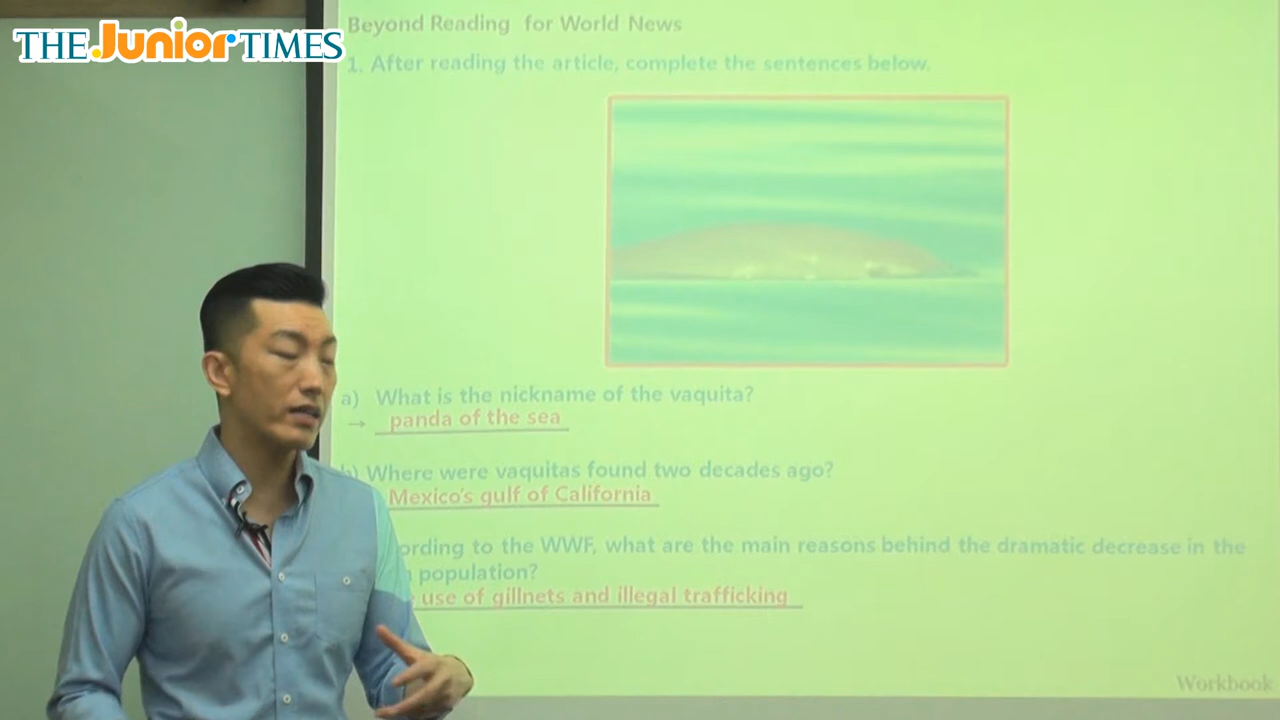 THE Junior TIMES
Beyond Reading for World News
1. After reading the article, complete the sentences below.
a) What is the nickname of the vaquita?
→ panda of the sea
b) Where were vaquitas found two decades ago?
Mexico's gulf of California
ording to the WWF, what are the main reasons behind the dramatic decrease in the
population?
use of gillnets and illegal trafficking
Workbook